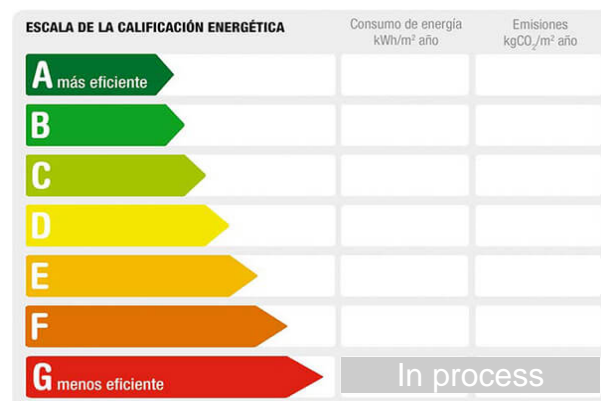 ESCALA DE LA CALIFICACIÓN ENERGÉTICA
Consumo de energía
kWh/m² año
Emisiones
kgCO₂/m² año
A más eficiente
B
C
D
E
F
G menos eficiente
In process